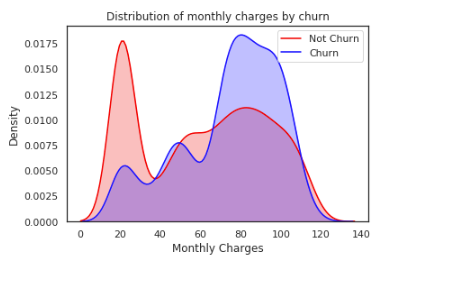 Distribution of monthly charges by churn
Not Churn
Churn
0.0175
0.0150
0.0125
0.0100
0.0075
0.0050
0.0025
0.0000
Density
0 20 40 60 80 100 120 140
Monthly Charges